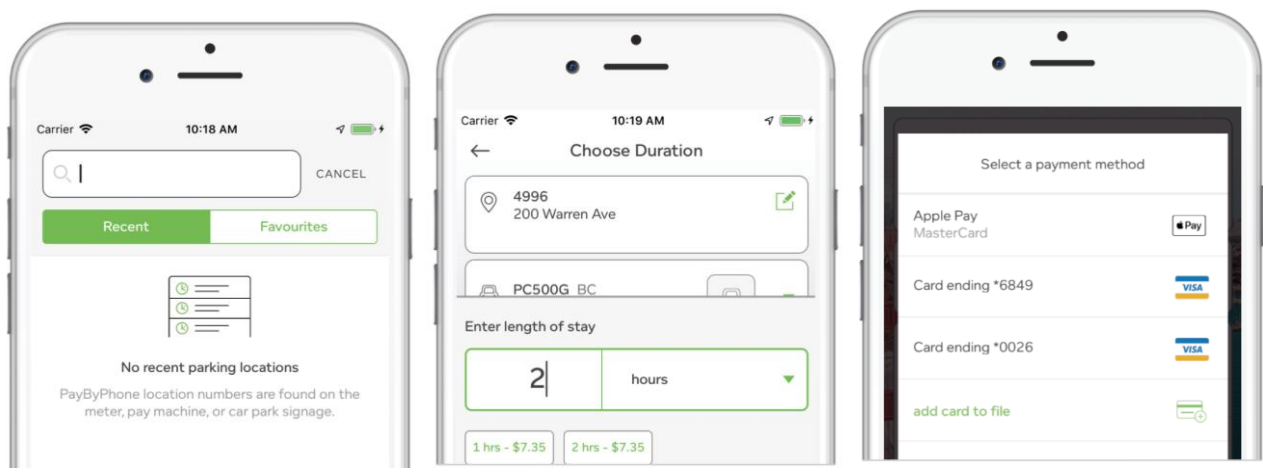 Carrier 10:18 AM
CANCEL
Recent Favourites
No recent parking locations
PayByPhone location numbers are found on the
meter, pay machine, or car park signage.
Carrier 10:19 AM
Choose Duration
4996
200 Warren Ave
PC500G BC
Enter length of stay
2 hours
1 hrs - $7.35 2 hrs - $7.35
Select a payment method
Apple Pay
MasterCard
Pay
Card ending *6849
VISA
Card ending *0026
VISA
add card to file